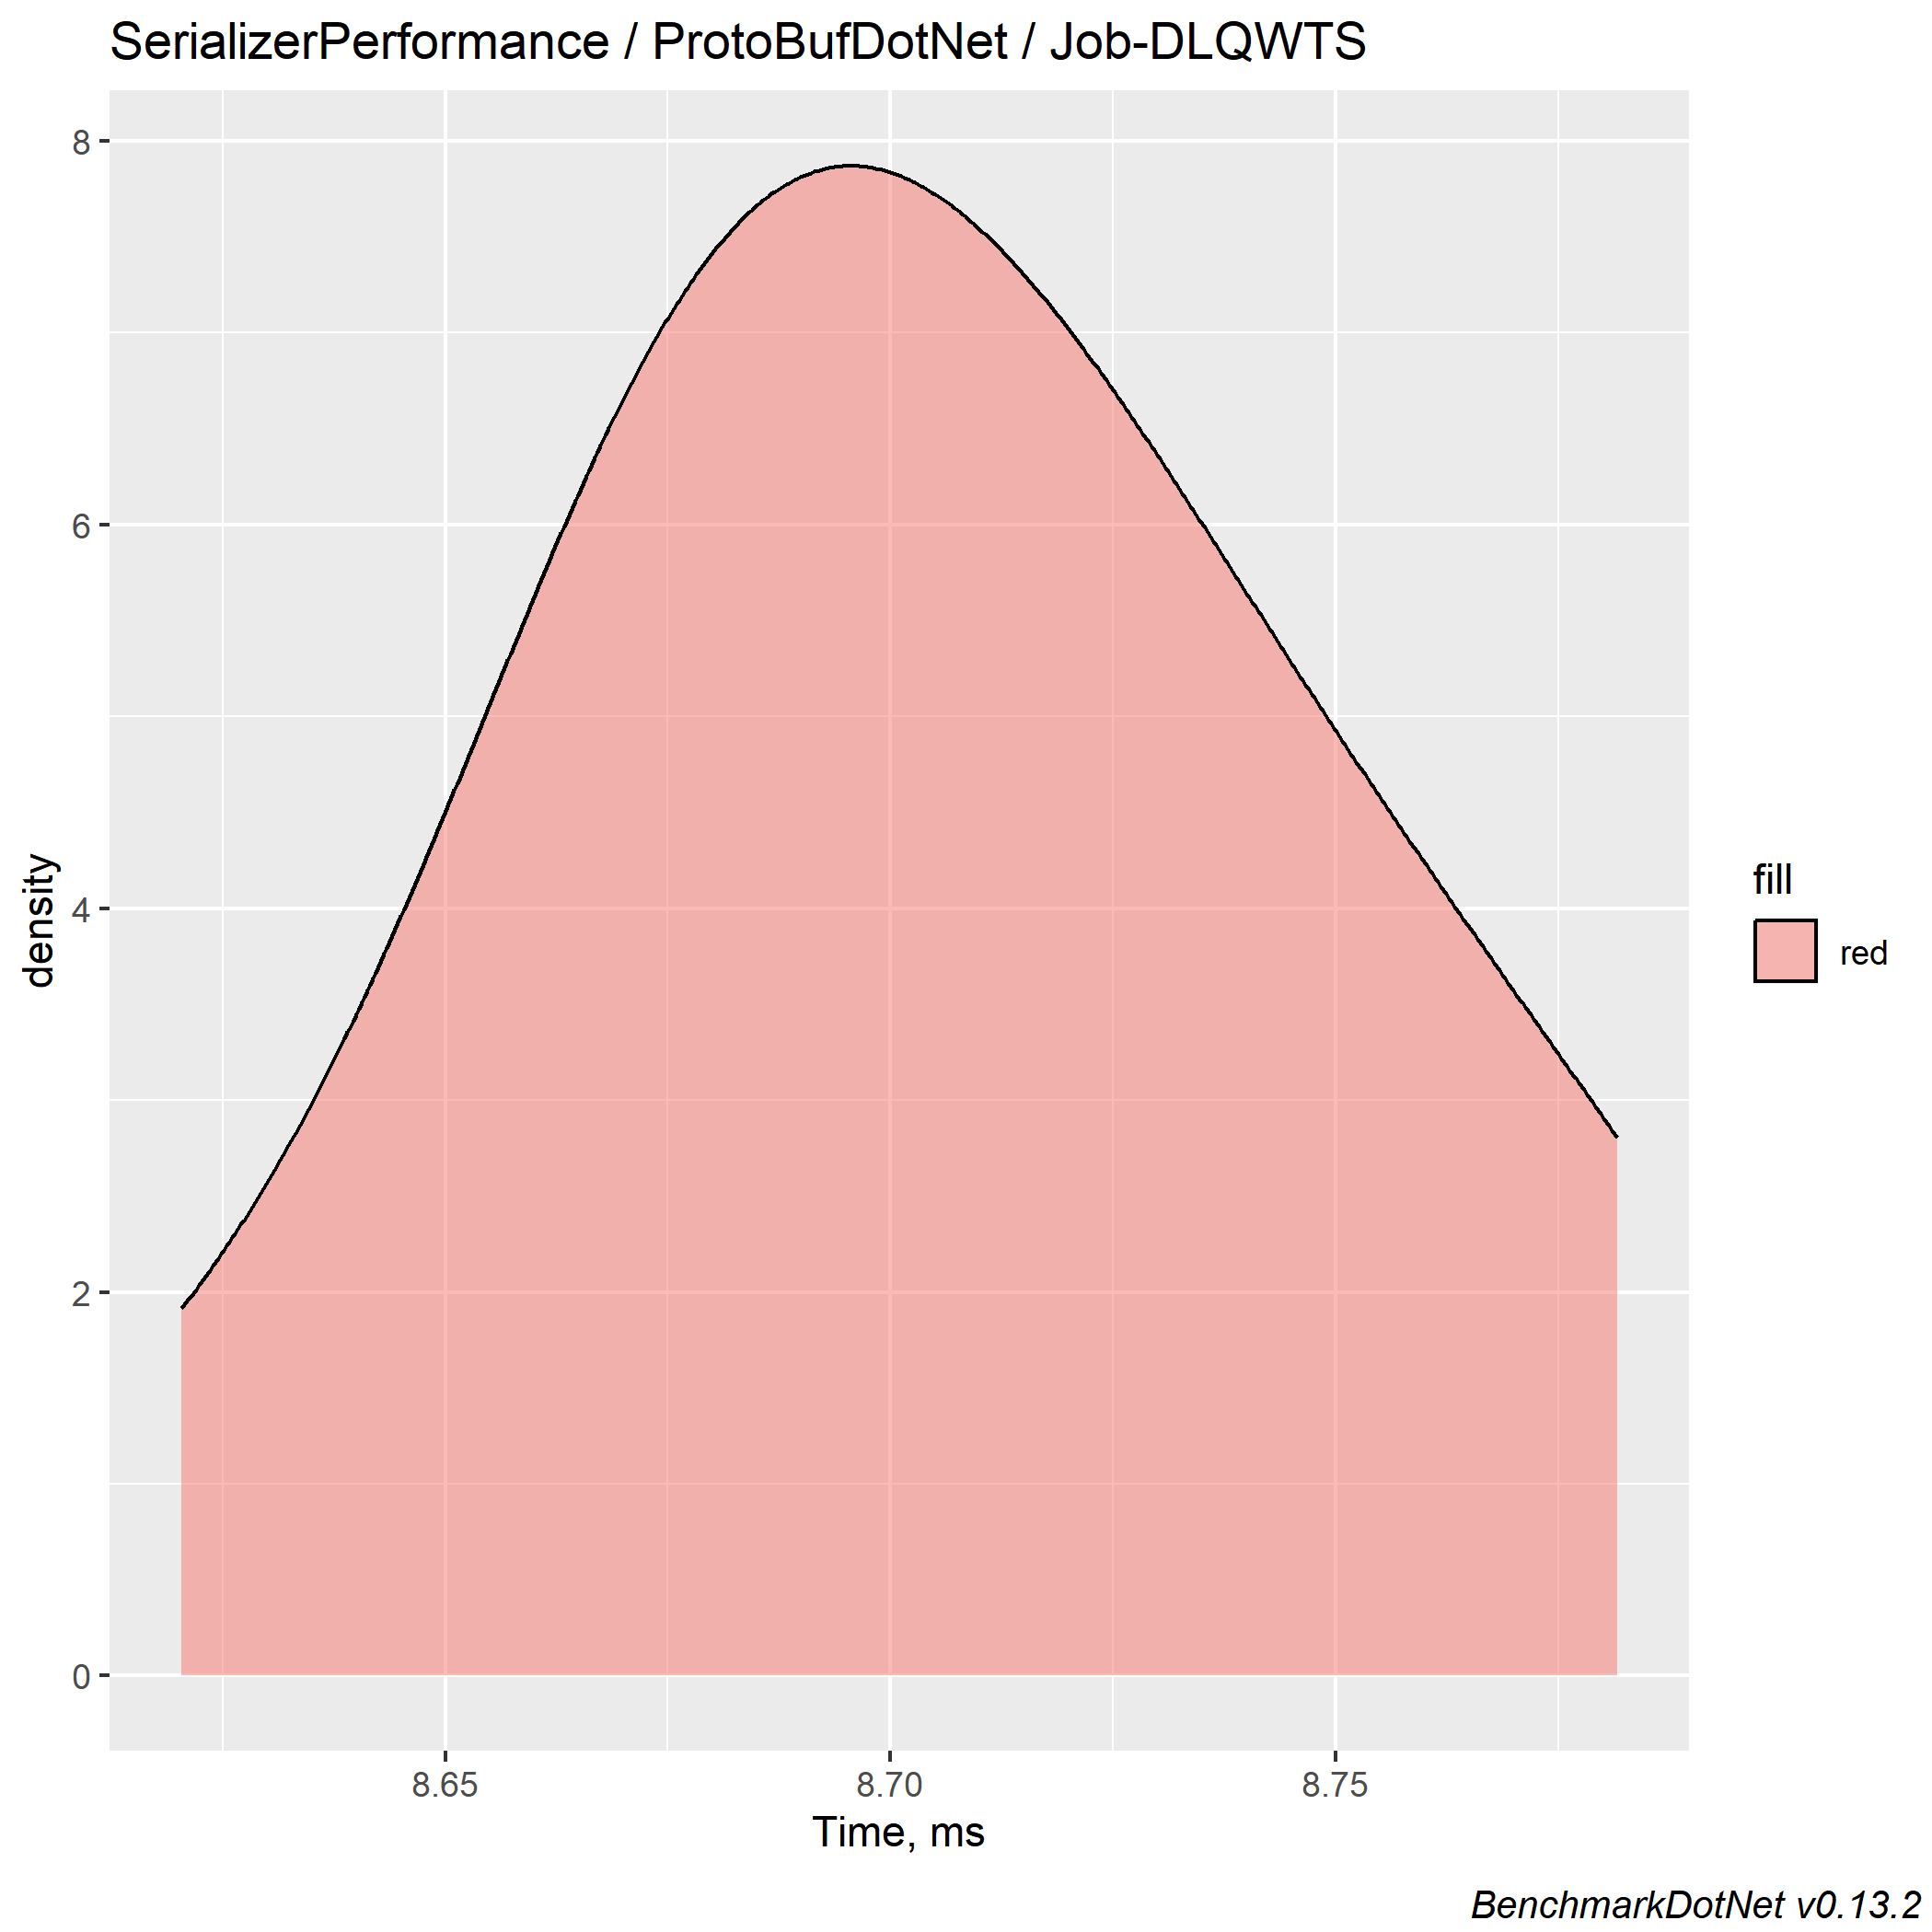 SerializerPerformance / ProtoBufDotNet / Job-DLQWTS
8
6
4
2
0
density
8.65 8.70 8.75
Time, ms
fill
red
BenchmarkDotNet v0.13.2